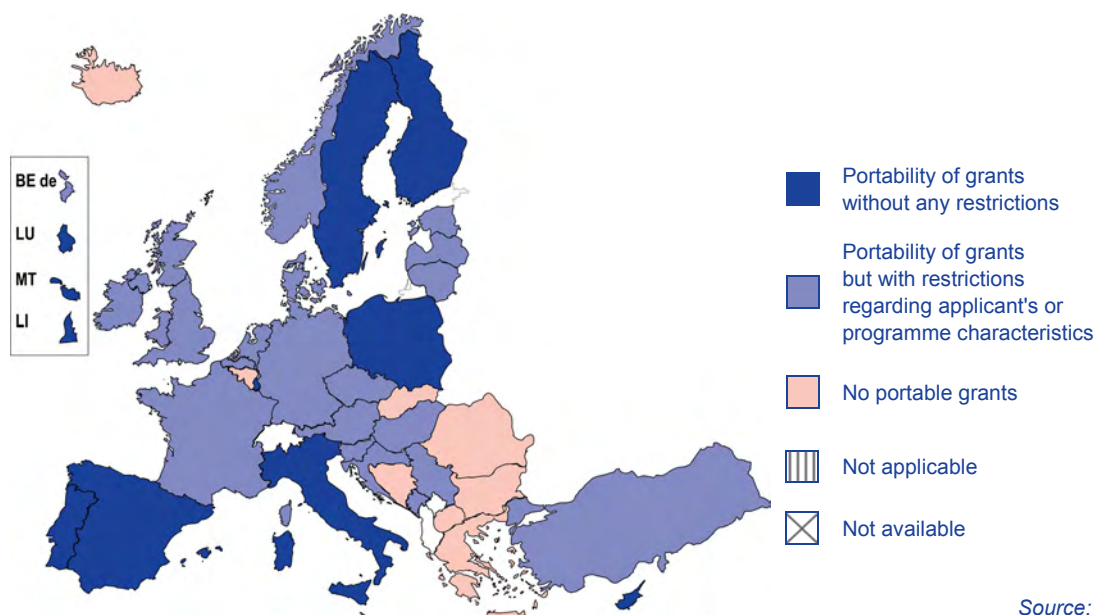 BE de
LU
MT
LI
Portability of grants
without any restrictions
Portability of grants
but with restrictions
regarding applicant's or
programme characteristics
No portable grants
Not applicable
Not available
Source: